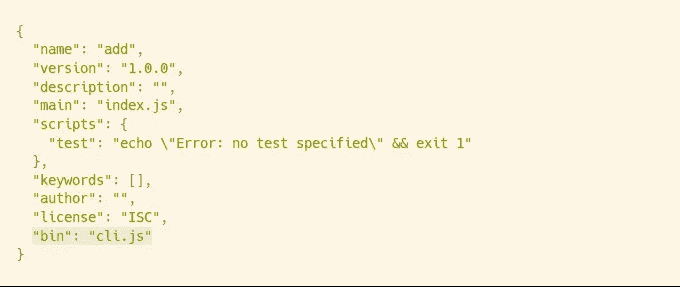 {
  "name": "add",
  "version": "1.0.0",
  "description": "",
  "main": "index.js",
  "scripts": {
    "test": "echo \"Error: no test specified\" && exit 1"
  },
  "keywords": [],
  "author": "",
  "license": "ISC",
  "bin": "cli.js"
}